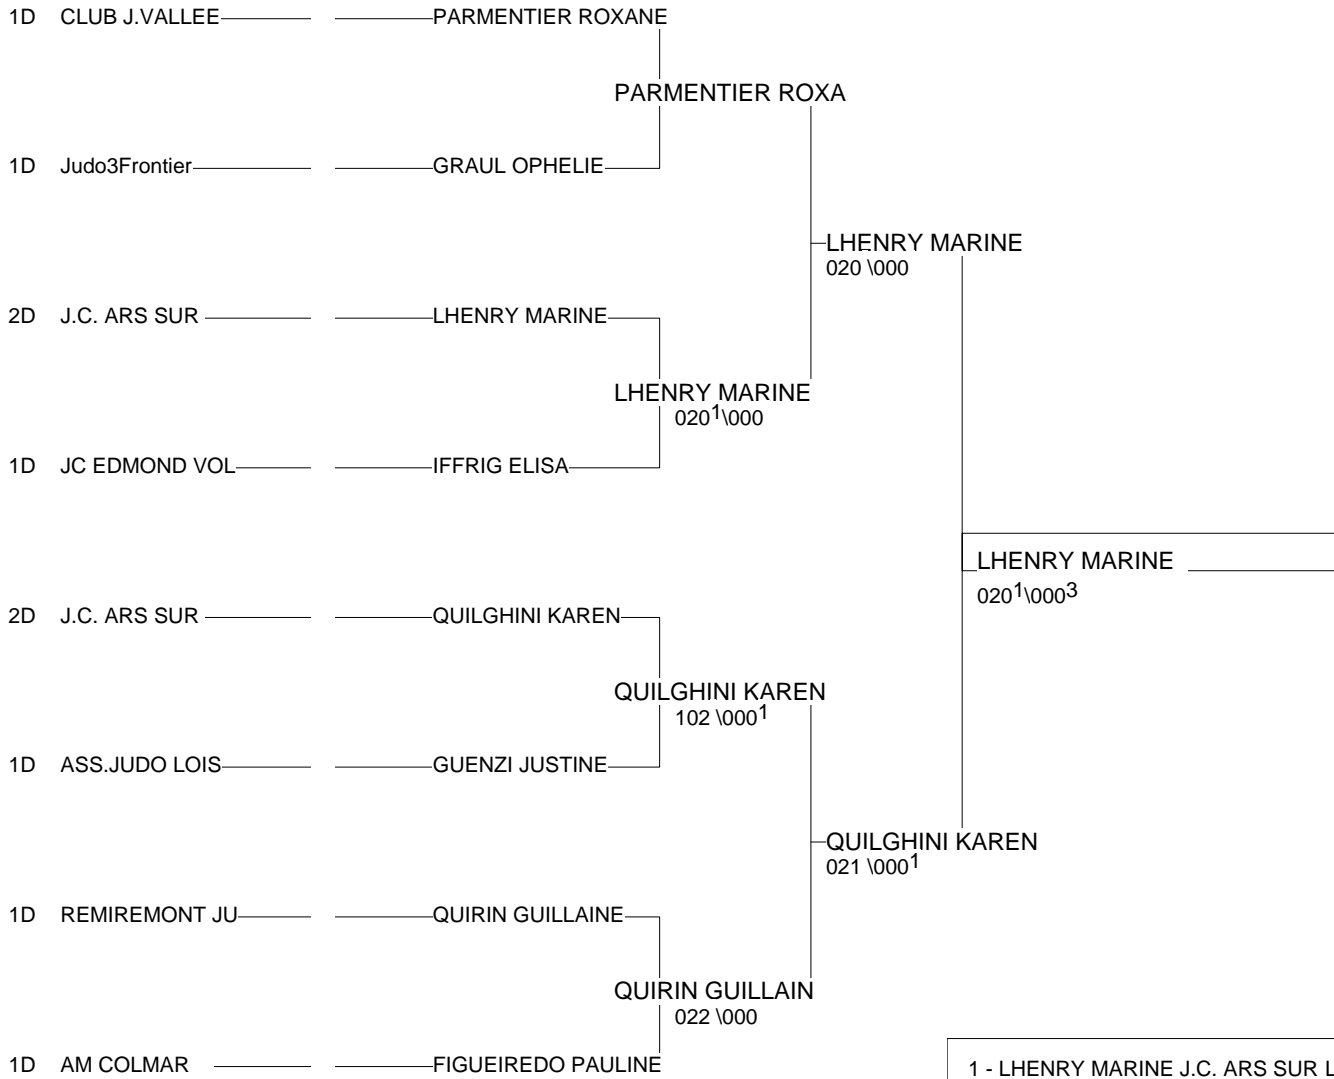 1D CLUB J.VALLEE PARMENTIER ROXANE
PARMENTIER ROXA
1D Judo3Frontier GRAUL OPHELIE
LHENRY MARINE
020 \000
2D J.C. ARS SUR LHENRY MARINE
LHENRY MARINE
020¹\000
1D JC EDMOND VOL IFFRIG ELISA
LHENRY MARINE
020¹\000³
2D J.C. ARS SUR QUILGHINI KAREN
QUILGHINI KAREN
102 \000¹
1D ASS.JUDO LOIS GUENZI JUSTINE
QUILGHINI KAREN
021 \000¹
1D REMIREMONT JU QUIRIN GUILLAINE
QUIRIN GUILLAIN
022 \000
1D AM COLMAR FIGUEIREDO PAULINE
1 - LHENRY MARINE J.C. ARS SUR L